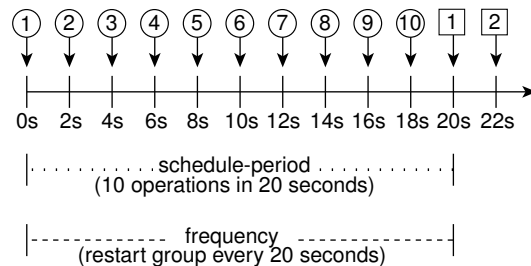 1 2 3 4 5 6 7 8 9 10 1 2
0s 2s 4s 6s 8s 10s 12s 14s 16s 18s 20s 22s
schedule-period
(10 operations in 20 seconds)
frequency
(restart group every 20 seconds)